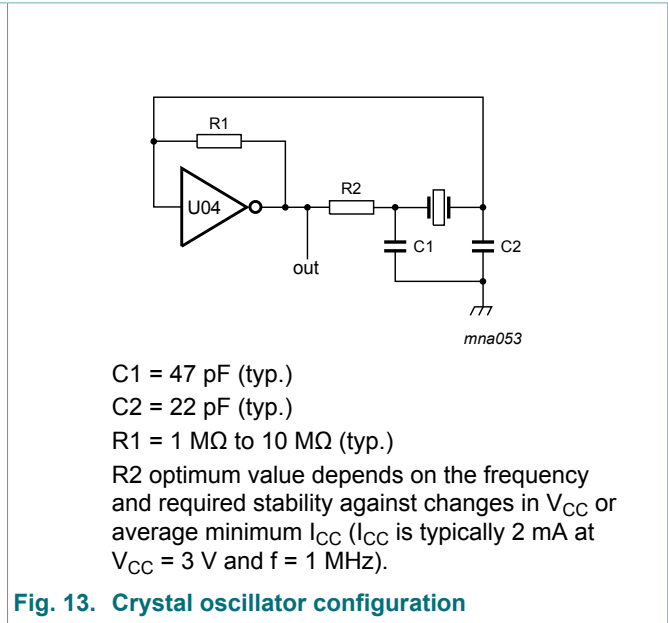 R1
U04
R2
out
C1
C2
mna053
C1 = 47 pF (typ.)
C2 = 22 pF (typ.)
R1 = 1 MΩ to 10 MΩ (typ.)
R2 optimum value depends on the frequency
and required stability against changes in VCC or
average minimum ICC (ICC is typically 2 mA at
VCC = 3 V and f = 1 MHz).
Fig. 13. Crystal oscillator configuration